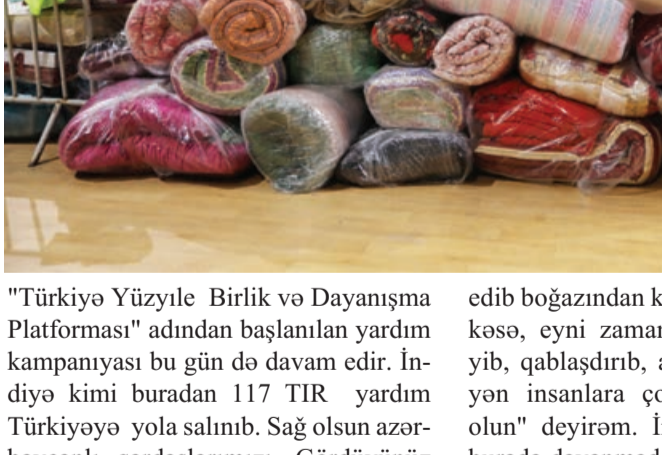 "Türkiyə Yüzyıle Birlik və Dayanışma
Platforması" adından başlanılan yardım
kampanıyası bu gün də davam edir. İn-
diyə kimi buradan 117 TIR yardım
Türkiyəyə yola salınıb. Sağ olsun azər-
edib boğazından k
kəsə, eyni zaman
yib, qablaşdırıb, a
yən insanlara ço
olun" deyirəm. İ